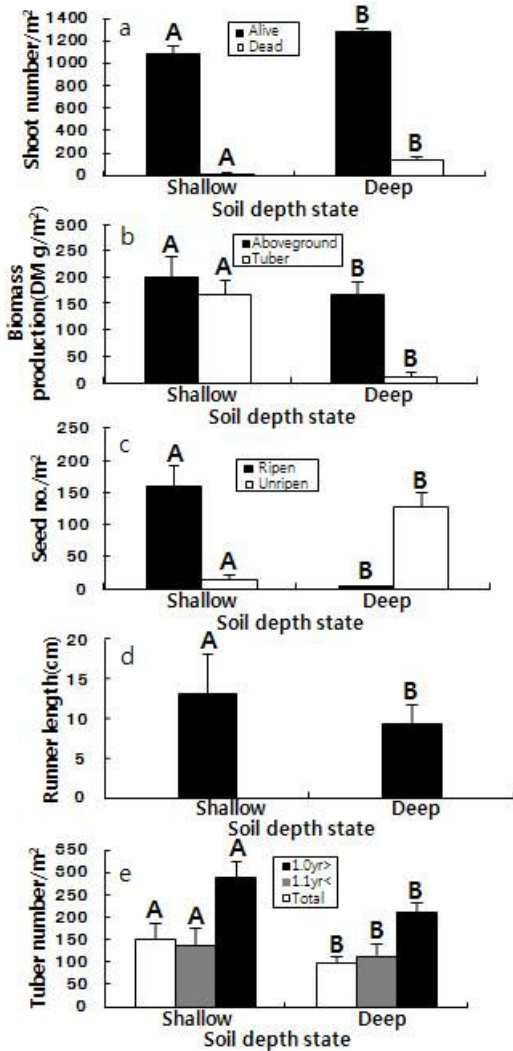 a
1400
1200
1000
800
600
400
200
0
Shoot number/m²
A
A
B
B
Alive
Dead
Shallow
Deep
Soil depth state
b
300
250
200
150
100
50
0
Biomass
production(DM g/m²)
A
A
B
B
Aboveground
Tuber
Shallow
Deep
Soil depth state
c
250
200
150
100
50
0
Seed no./m²
A
A
B
B
Ripen
Unripen
Shallow
Deep
Soil depth state
d
20
15
10
5
0
Runner length(cm)
A
B
Shallow
Deep
Soil depth state
e
350
300
250
200
150
100
50
0
Tuber number/m²
A
A
A
B
B
B
1.0yr>
1.1yr<
Total
Shallow
Deep
Soil depth state